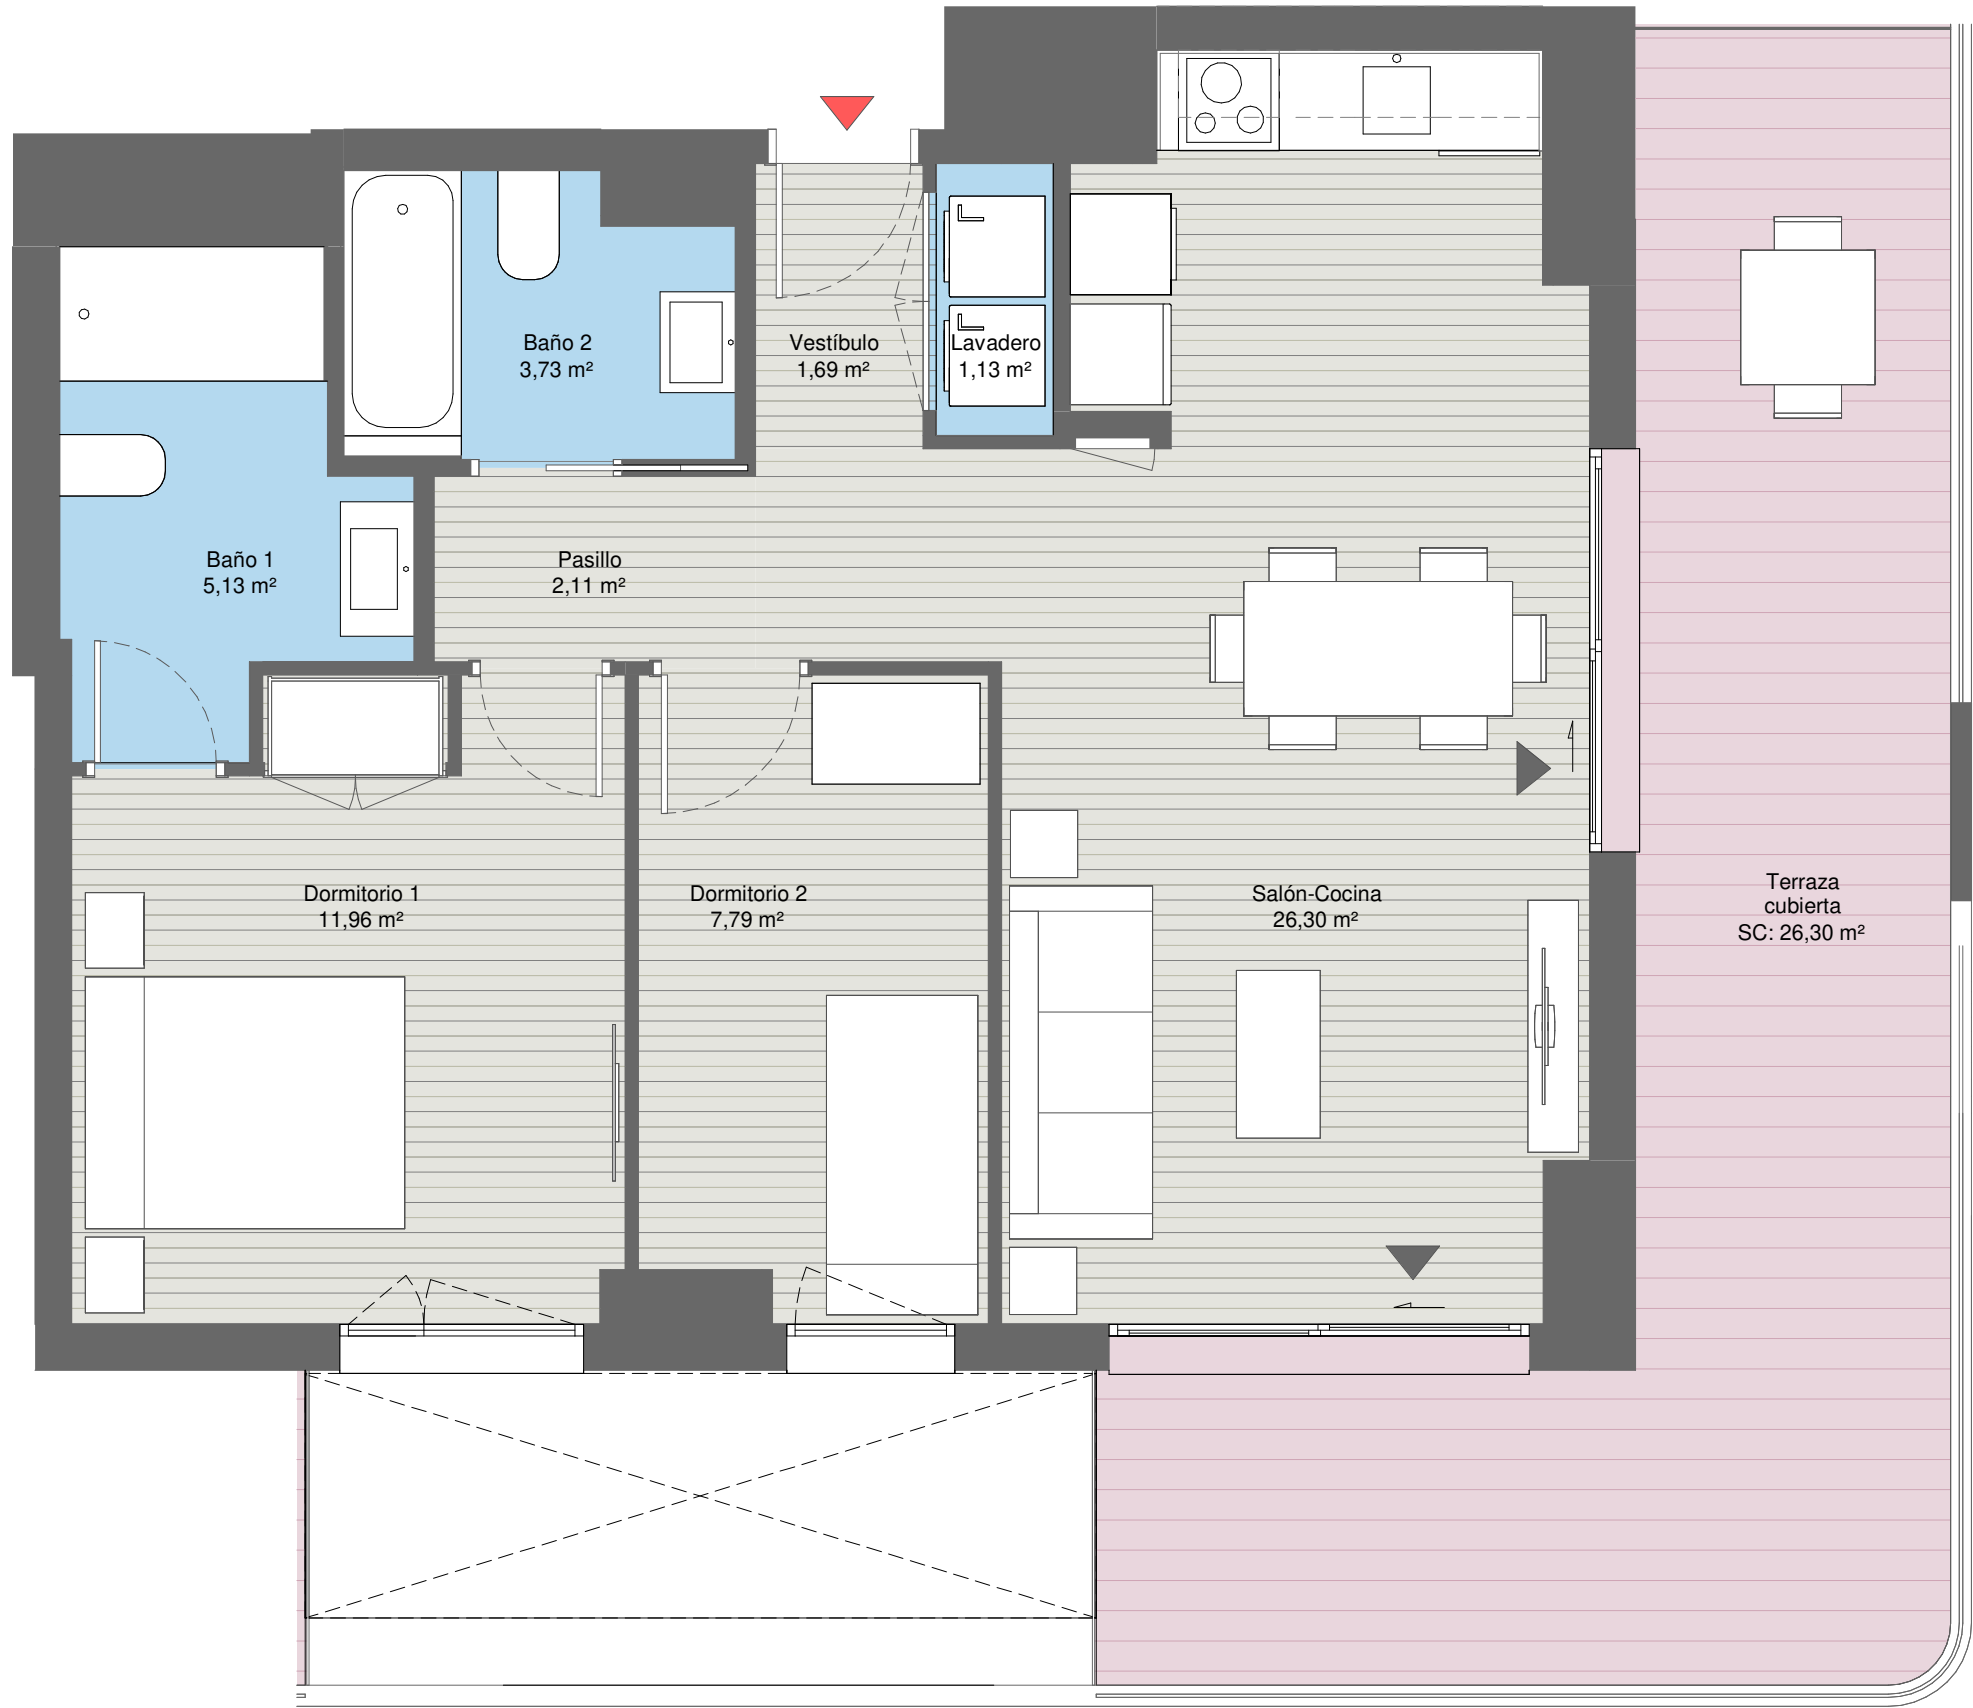 Baño 2
3,73 m²
Vestíbulo
1,69 m²
Lavadero
1,13 m²
Baño 1
5,13 m²
Pasillo
2,11 m²
Dormitorio 1
11,96 m²
Dormitorio 2
7,79 m²
Salón-Cocina
26,30 m²
Terraza
cubierta
SC: 26,30 m²